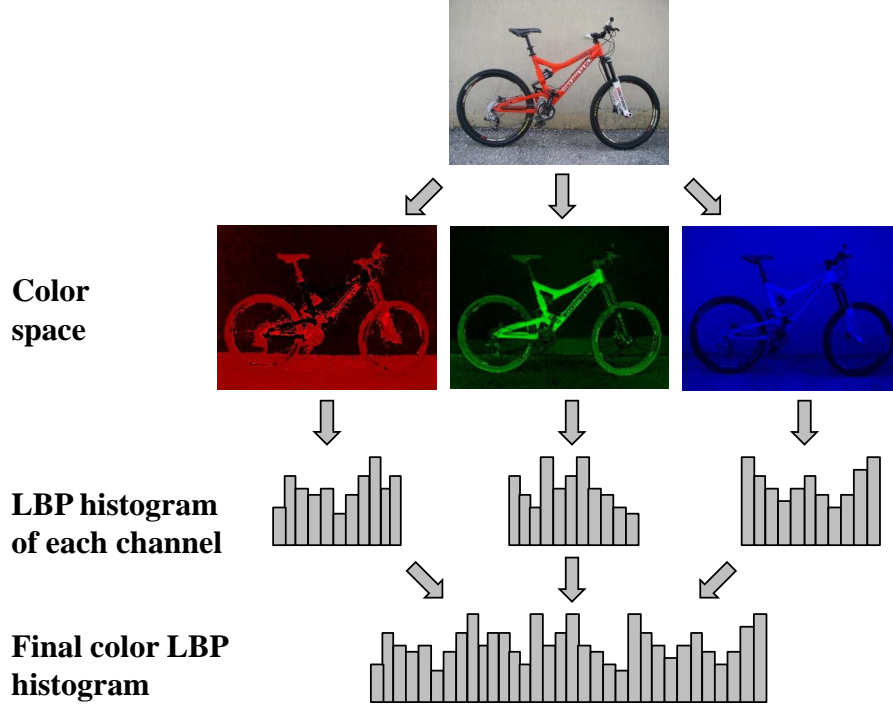 Color
space
LBP histogram
of each channel
Final color LBP
histogram